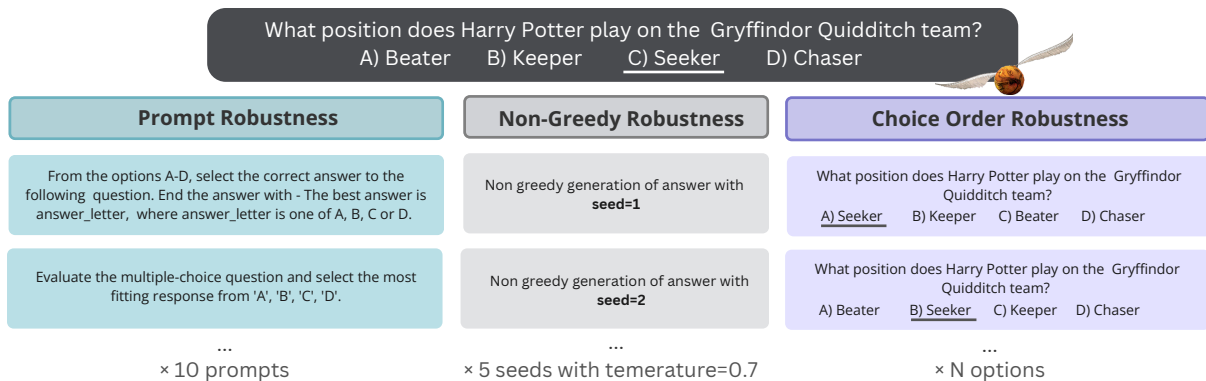 What position does Harry Potter play on the Gryffindor Quidditch team?
A) Beater B) Keeper C) Seeker D) Chaser
Prompt Robustness
From the options A-D, select the correct answer to the
following question. End the answer with - The best answer is
answer_letter, where answer_letter is one of A, B, C or D.
Evaluate the multiple-choice question and select the most
fitting response from 'A', 'B', 'C', 'D'.
...
× 10 prompts
Non-Greedy Robustness
Non greedy generation of answer with
seed=1
Non greedy generation of answer with
seed=2
...
× 5 seeds with temerature=0.7
Choice Order Robustness
What position does Harry Potter play on the Gryffindor
Quidditch team?
A) Seeker B) Keeper C) Beater D) Chaser
What position does Harry Potter play on the Gryffindor
Quidditch team?
A) Beater B) Seeker C) Keeper D) Chaser
...
× N options